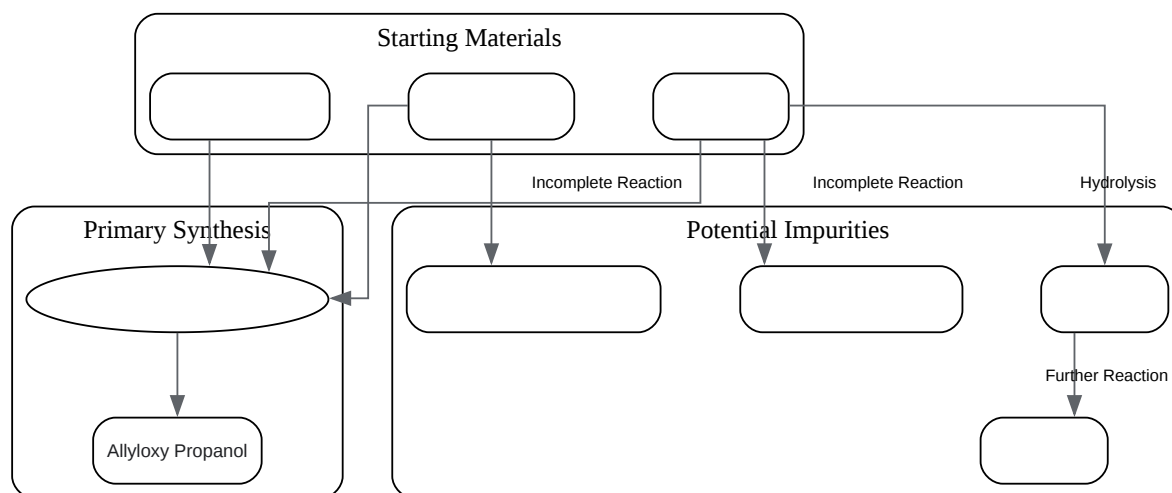 Starting Materials
Incomplete Reaction
Incomplete Reaction
Hydrolysis
Primary Synthesis
Potential Impurities
Further Reaction
Allyloxy Propanol